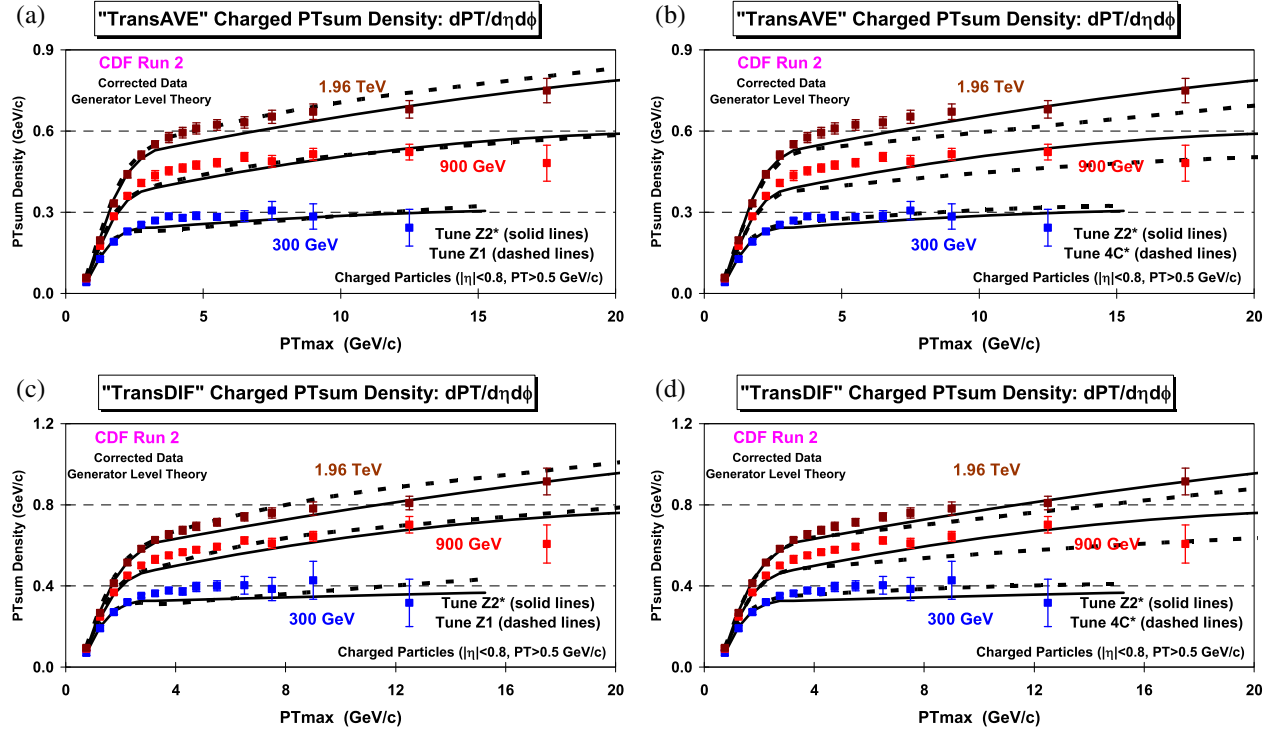 (a)
"TransAVE" Charged PTsum Density: dPT/dηdϕ
PTsum Density (GeV/c)
0.9
0.6
0.3
0.0
CDF Run 2
Corrected Data
Generator Level Theory
1.96 TeV
900 GeV
300 GeV
Tune Z2* (solid lines)
Tune Z1 (dashed lines)
Charged Particles (|η|<0.8, PT>0.5 GeV/c)
0 5 10 15 20
PTmax (GeV/c)
(b)
"TransAVE" Charged PTsum Density: dPT/dηdϕ
PTsum Density (GeV/c)
0.9
0.6
0.3
0.0
CDF Run 2
Corrected Data
Generator Level Theory
1.96 TeV
900 GeV
300 GeV
Tune Z2* (solid lines)
Tune 4C* (dashed lines)
Charged Particles (|η|<0.8, PT>0.5 GeV/c)
0 5 10 15 20
PTmax (GeV/c)
(c)
"TransDIF" Charged PTsum Density: dPT/dηdϕ
PTsum Density (GeV/c)
1.2
0.8
0.4
0.0
CDF Run 2
Corrected Data
Generator Level Theory
1.96 TeV
900 GeV
300 GeV
Tune Z2* (solid lines)
Tune Z1 (dashed lines)
Charged Particles (|η|<0.8, PT>0.5 GeV/c)
0 4 8 12 16 20
PTmax (GeV/c)
(d)
"TransDIF" Charged PTsum Density: dPT/dηdϕ
PTsum Density (GeV/c)
1.2
0.8
0.4
0.0
CDF Run 2
Corrected Data
Generator Level Theory
1.96 TeV
900 GeV
300 GeV
Tune Z2* (solid lines)
Tune 4C* (dashed lines)
Charged Particles (|η|<0.8, PT>0.5 GeV/c)
0 4 8 12 16 20
PTmax (GeV/c)